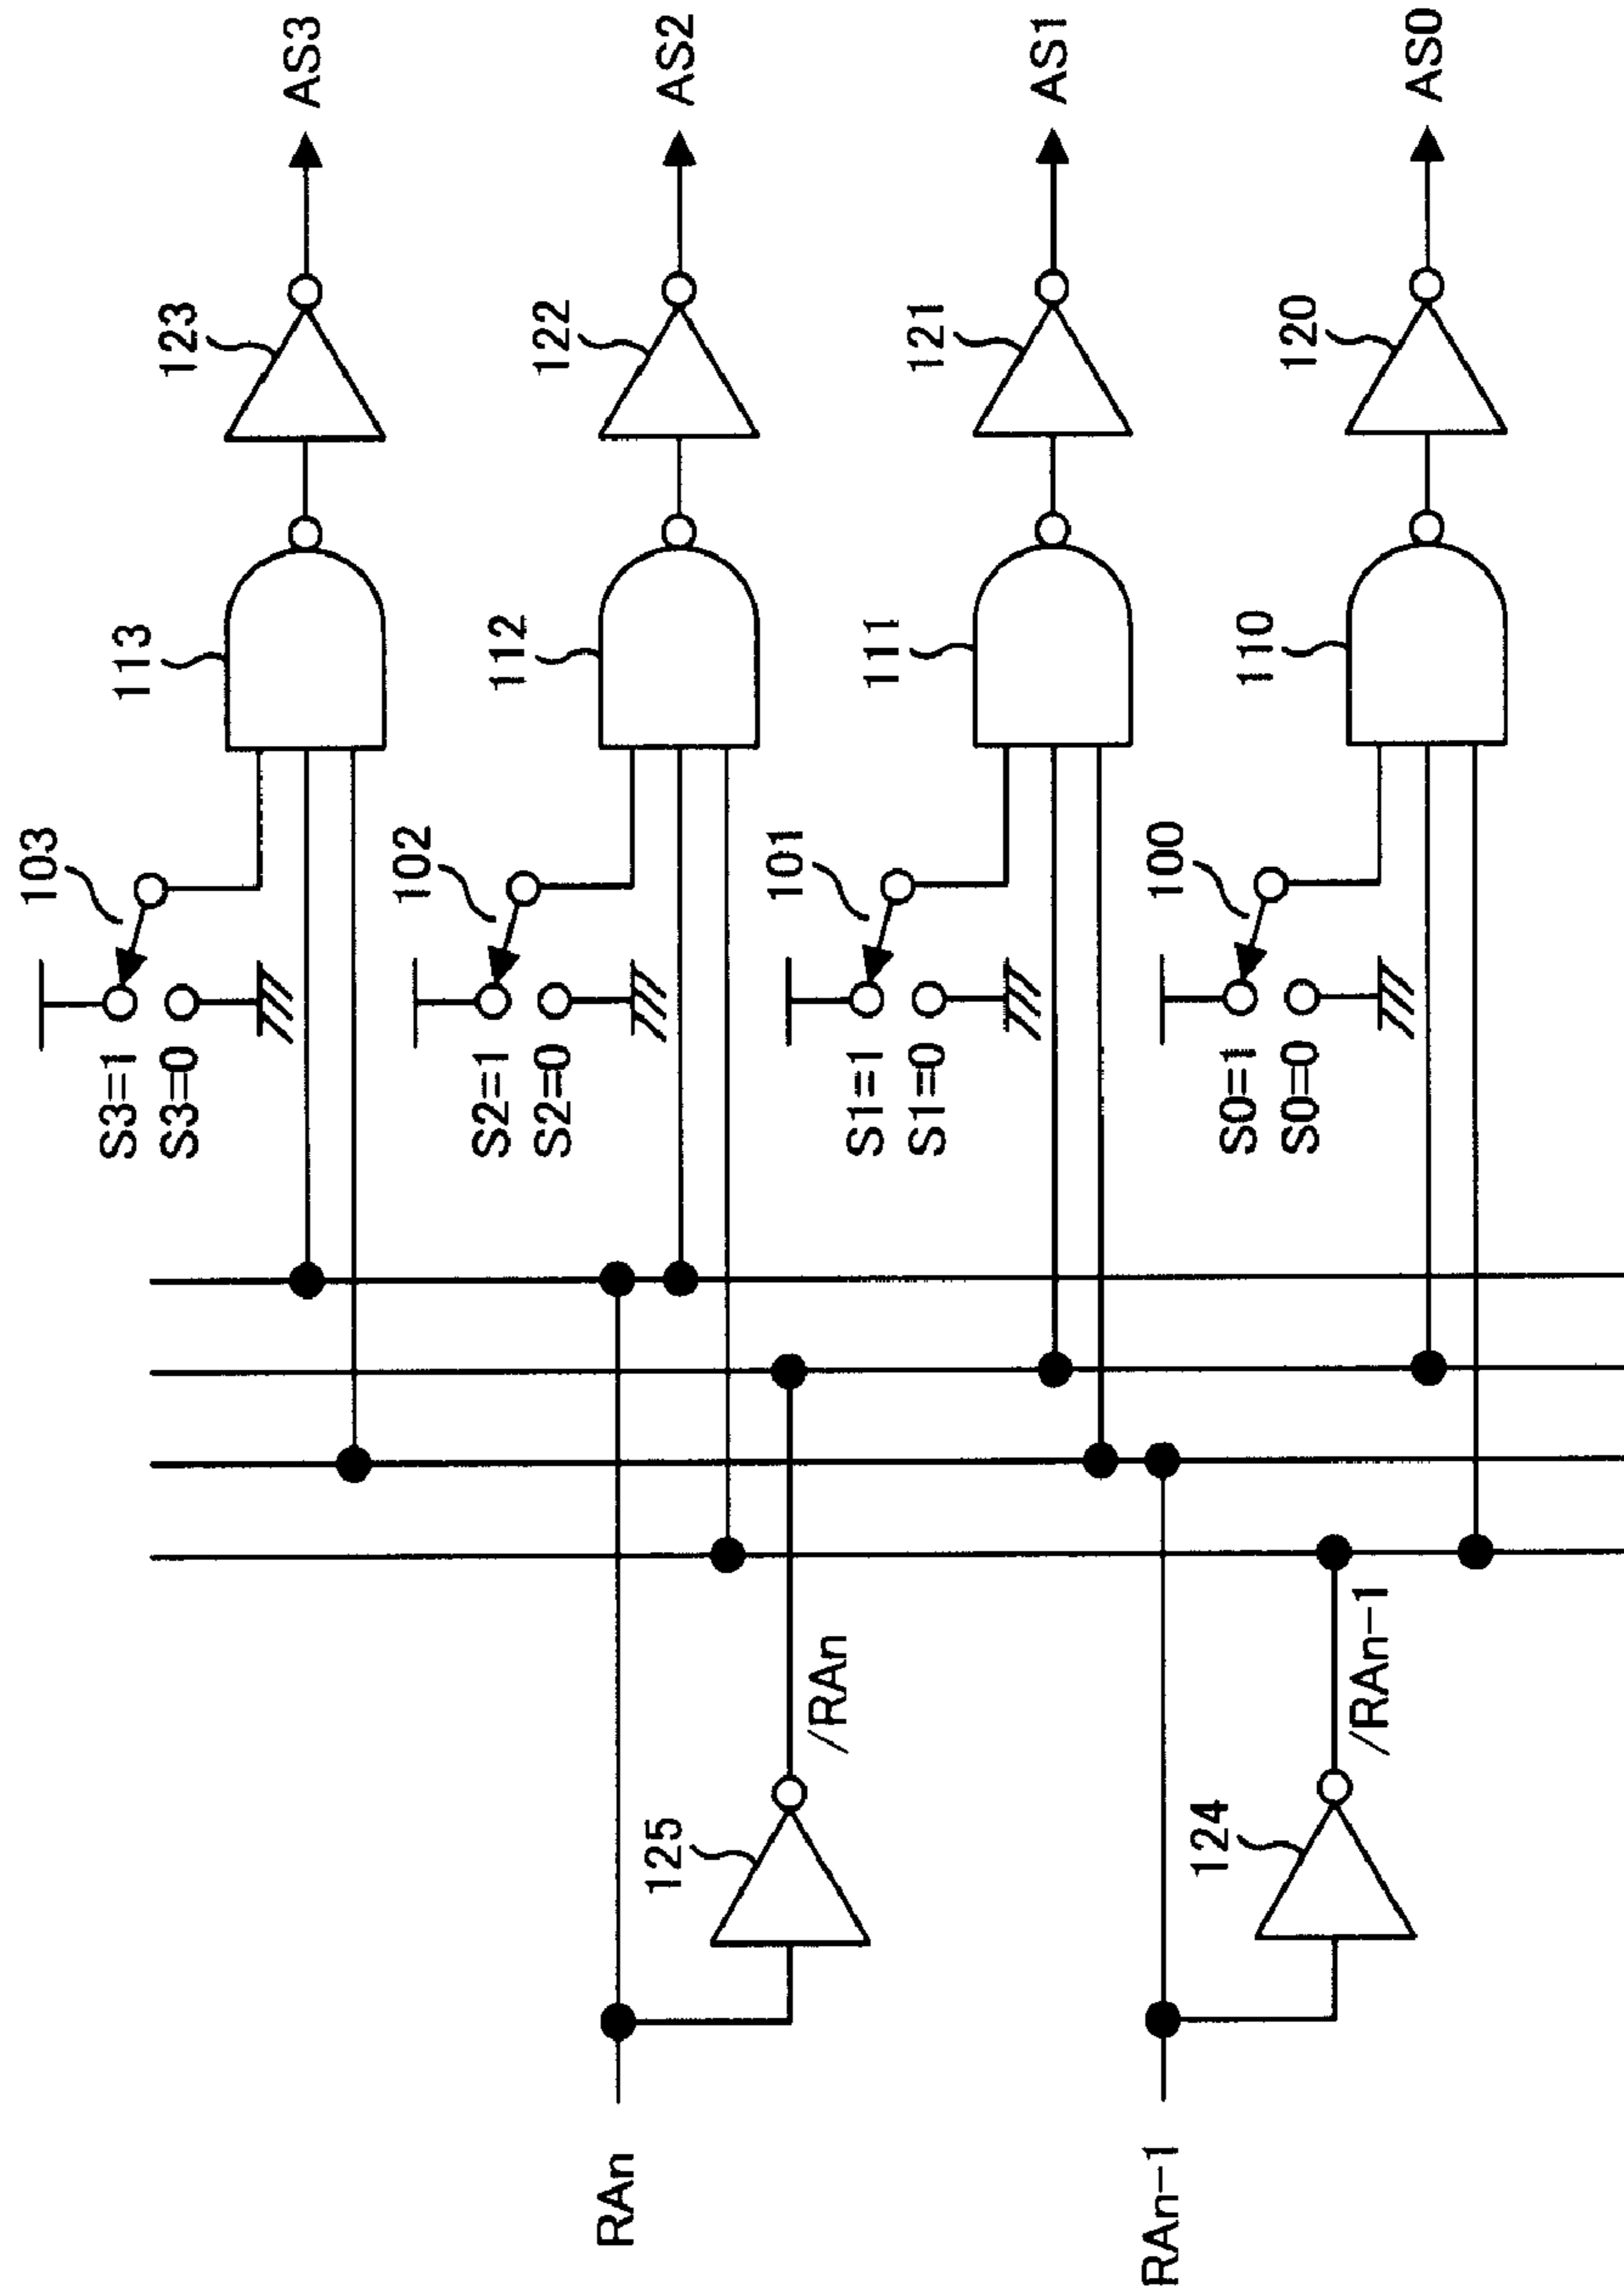 103
S3=1
S3=0
113
123
AS3
102
S2=1
S2=0
112
122
AS2
RAn
125
/RAn
101
S1=1
S1=0
111
121
AS1
RAn-1
124
/RAn-1
100
S0=1
S0=0
110
120
AS0